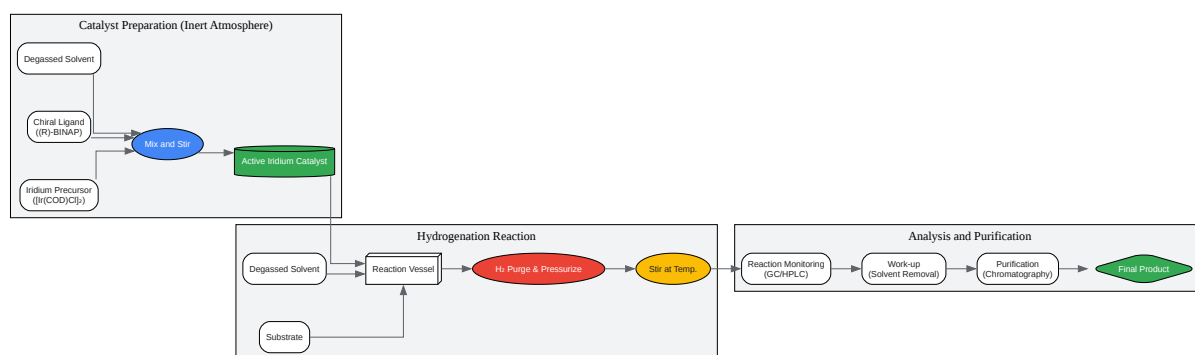 Catalyst Preparation (Inert Atmosphere)
Degassed Solvent
Chiral Ligand
((R)-BINAP)
Mix and Stir
Active Iridium Catalyst
Iridium Precursor
([Ir(COD)Cl]₂)
Hydrogenation Reaction
Degassed Solvent
Reaction Vessel
H₂ Purge & Pressurize
Stir at Temp.
Substrate
Analysis and Purification
Reaction Monitoring
(GC/HPLC)
Work-up
(Solvent Removal)
Purification
(Chromatography)
Final Product